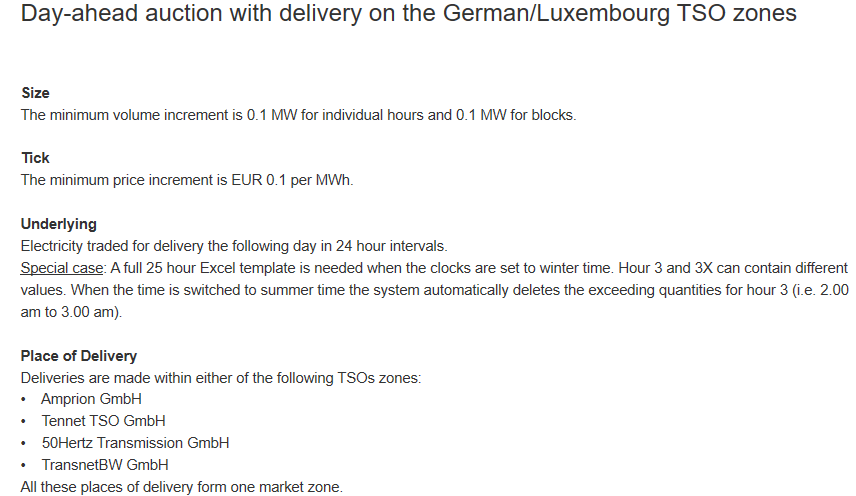 Day-ahead auction with delivery on the German/Luxembourg TSO zones
Size
The minimum volume increment is 0.1 MW for individual hours and 0.1 MW for blocks.
Tick
The minimum price increment is EUR 0.1 per MWh.
Underlying
Electricity traded for delivery the following day in 24 hour intervals.
Special case: A full 25 hour Excel template is needed when the clocks are set to winter time. Hour 3 and 3X can contain different
values. When the time is switched to summer time the system automatically deletes the exceeding quantities for hour 3 (i.e. 2.00
am to 3.00 am).
Place of Delivery
Deliveries are made within either of the following TSOs zones:
• Amprion GmbH
• Tennet TSO GmbH
• 50Hertz Transmission GmbH
• TransnetBW GmbH
All these places of delivery form one market zone.